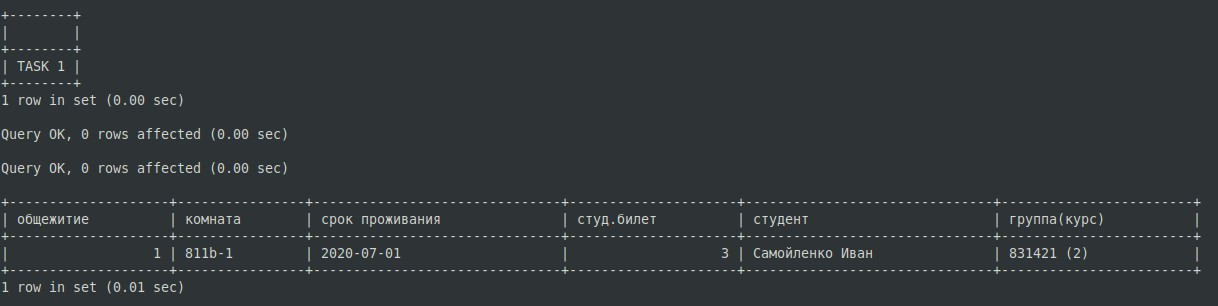 +--------+
|        |
+--------+
| TASK 1 |
+--------+
1 row in set (0.00 sec)

Query OK, 0 rows affected (0.00 sec)

Query OK, 0 rows affected (0.00 sec)

+--------------------+----------------+-------------------------------+---------------------+-------------------------------+------------------------+
| общежитие          | комната        | срок проживания               | студ.билет          | студент                       | группа(курс)           |
+--------------------+----------------+-------------------------------+---------------------+-------------------------------+------------------------+
|                  1 | 811b-1         | 2020-07-01                    |                   3 | Самойленко Иван               | 831421 (2)             |
+--------------------+----------------+-------------------------------+---------------------+-------------------------------+------------------------+
1 row in set (0.01 sec)